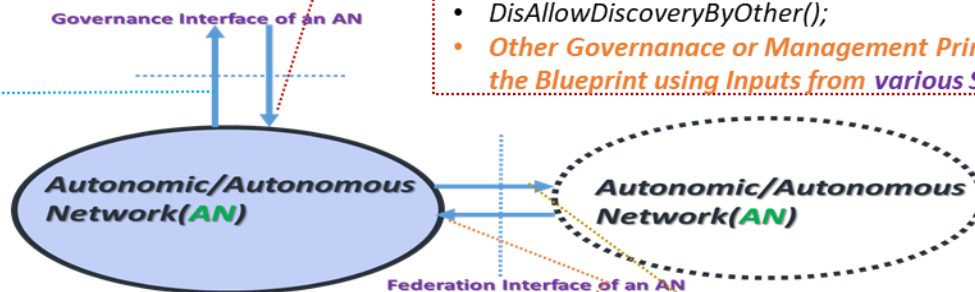 Governance Interface of an AN
• DisAllowDiscoveryByOther();
• Other Governanace or Management
the Blueprint using Inputs from various
Autonomic/Autonomous
Network(AN)
Autonomic/Autonomous
Network(AN)
Federation Interface of an AN